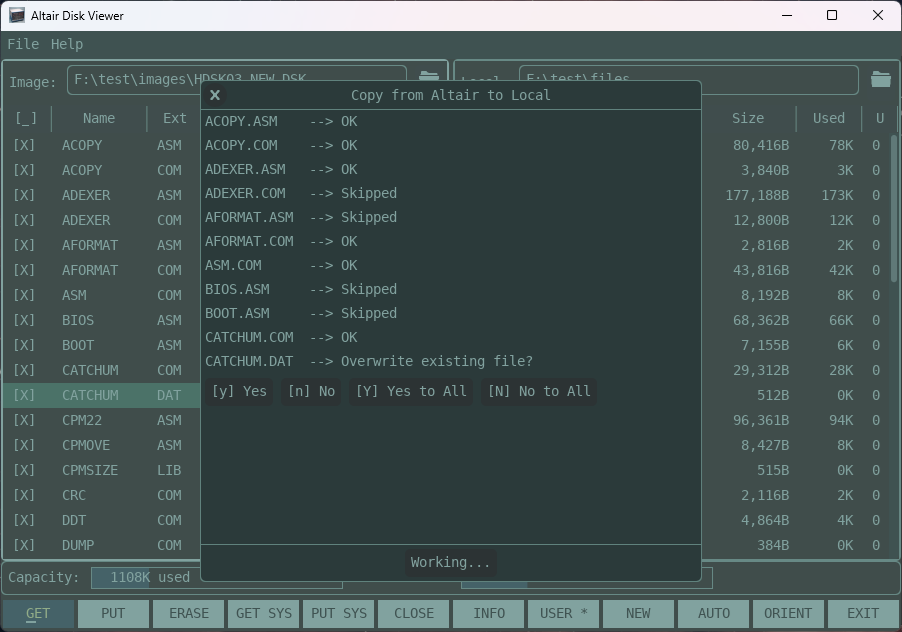 Altair Disk Viewer
File Help
Image: F:\test\images\HDSK03_NEW.DSK F:\test\files
Copy from Altair to Local
X
[_] Name Ext Size Used U
ACOPY.ASM --> OK
ACOPY.COM --> OK
ADEXER.ASM --> OK
ADEXER.COM --> Skipped
AFORMAT.ASM --> Skipped
AFORMAT.COM --> OK
ASM.COM --> OK
BIOS.ASM --> Skipped
BOOT.ASM --> Skipped
CATCHUM.COM --> OK
CATCHUM.DAT --> Overwrite existing file?
[y] Yes [n] No [Y] Yes to All [N] No to All
Working...
[X] ACOPY ASM 80,416B 78K 0
[X] ACOPY COM 3,840B 3K 0
[X] ADEXER ASM 177,188B 173K 0
[X] ADEXER COM 12,800B 12K 0
[X] AFORMAT ASM 2,816B 2K 0
[X] AFORMAT COM 43,816B 42K 0
[X] ASM COM 8,192B 8K 0
[X] BIOS ASM 68,362B 66K 0
[X] BOOT ASM 7,155B 6K 0
[X] CATCHUM COM 29,312B 28K 0
[X] CATCHUM DAT 512B 0K 0
[X] CPM22 ASM 96,361B 94K 0
[X] CPMOVE ASM 8,427B 8K 0
[X] CPMSIZE LIB 515B 0K 0
[X] CRC COM 2,116B 2K 0
[X] DDT COM 4,864B 4K 0
[X] DUMP COM 384B 0K 0
Capacity: 1108K used
GET PUT ERASE GET SYS PUT SYS CLOSE INFO USER * NEW AUTO ORIENT EXIT